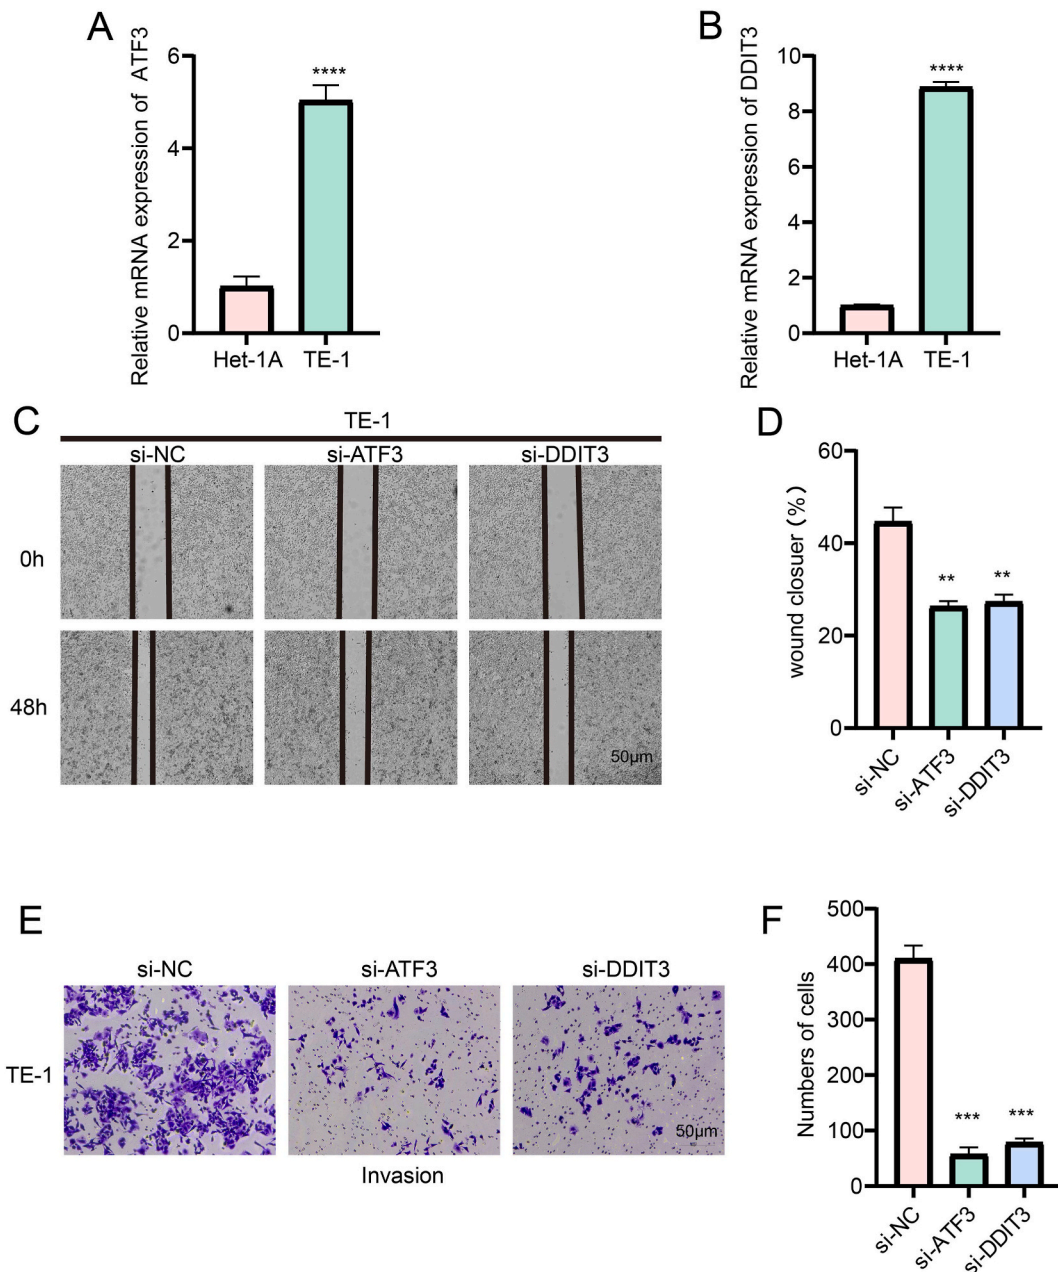 A
Relative mRNA expression of ATF3
6
4
2
0
****
Het-1A
TE-1
B
Relative mRNA expression of DDIT3
10
8
6
4
2
0
****
Het-1A
TE-1
C
TE-1
si-NC
si-ATF3
si-DDIT3
0h
48h
50μm
D
wound closuer (%)
60
40
20
0
**
**
si-NC
si-ATF3
si-DDIT3
E
si-NC
si-ATF3
si-DDIT3
TE-1
50μm
Invasion
F
Numbers of cells
500
400
300
200
100
0
***
***
si-NC
si-ATF3
si-DDIT3